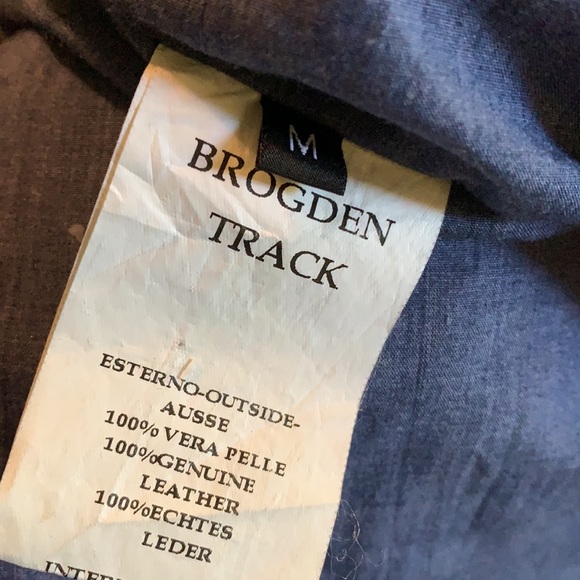 M
BROGDEN
TRACK
ESTERNO-OUTSIDE-
AUSSE
100% VERA PELLE
100%GENUINE
LEATHER
100%ECHTES
LEDER